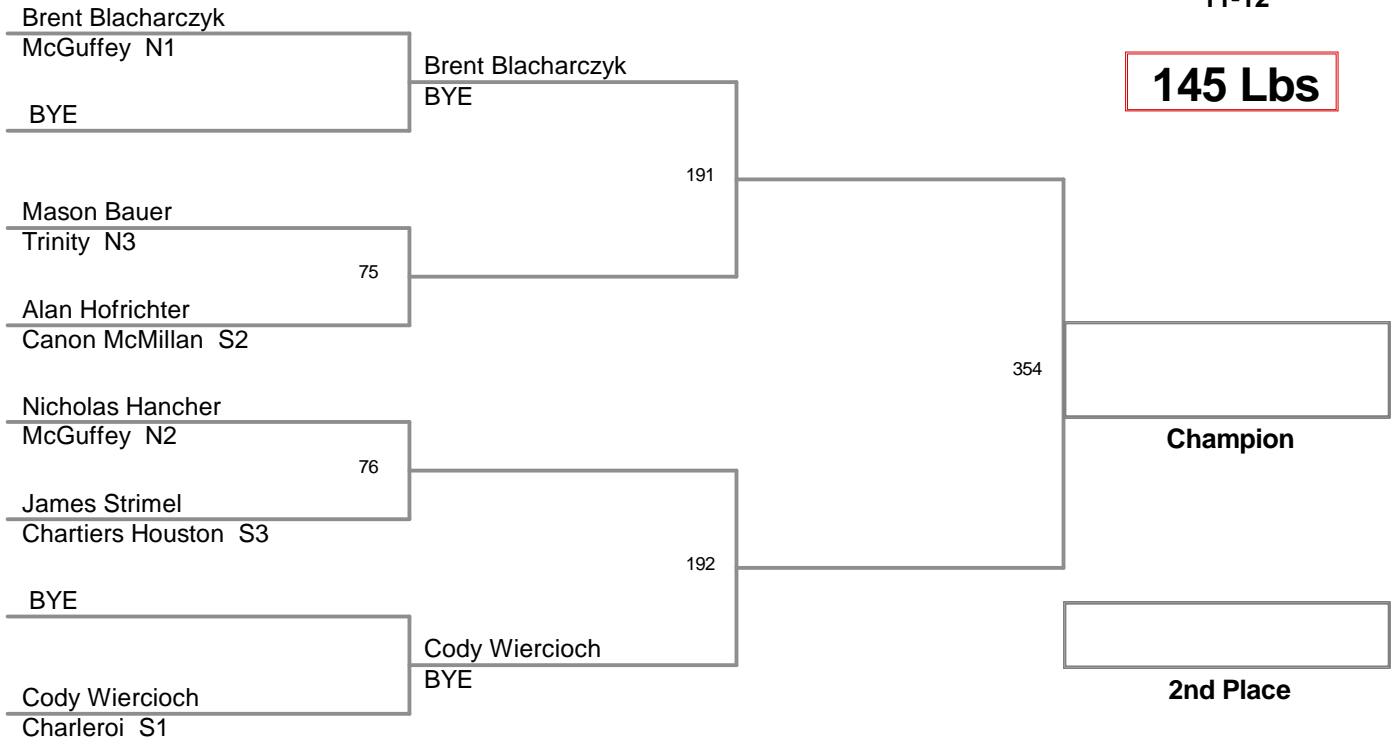 11-12
145 Lbs
Brent Blacharczyk
McGuffey N1
BYE
Brent Blacharczyk
BYE
191
Mason Bauer
Trinity N3
75
Alan Hofrichter
Canon McMillan S2
Nicholas Hancher
McGuffey N2
76
James Strimel
Chartiers Houston S3
192
BYE
Cody Wiercioch
BYE
Cody Wiercioch
Charleroi S1
354
Champion
2nd Place